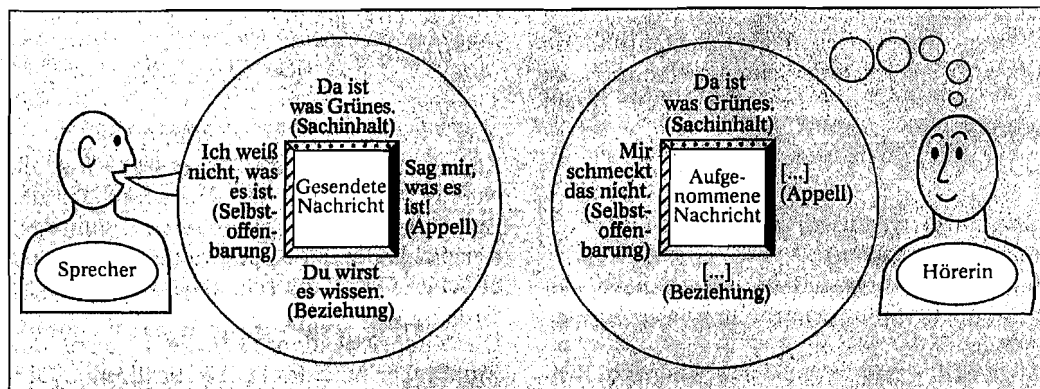 Da ist
was Grünes.
(Sachinhalt)
Ich weiß
nicht, was
es ist.
(Selbst-
offen-
barung)
Gesendete
Nachricht
Sag mir,
was es
ist!
(Appell)
Du wirst
es wissen.
(Beziehung)
Sprecher
Da ist
was Grünes.
(Sachinhalt)
Mir
schmeckt
das nicht.
(Selbst-
offen-
barung)
Aufge-
nommene
Nachricht
[...]
(Appell)
[...]
(Beziehung)
Hörerin